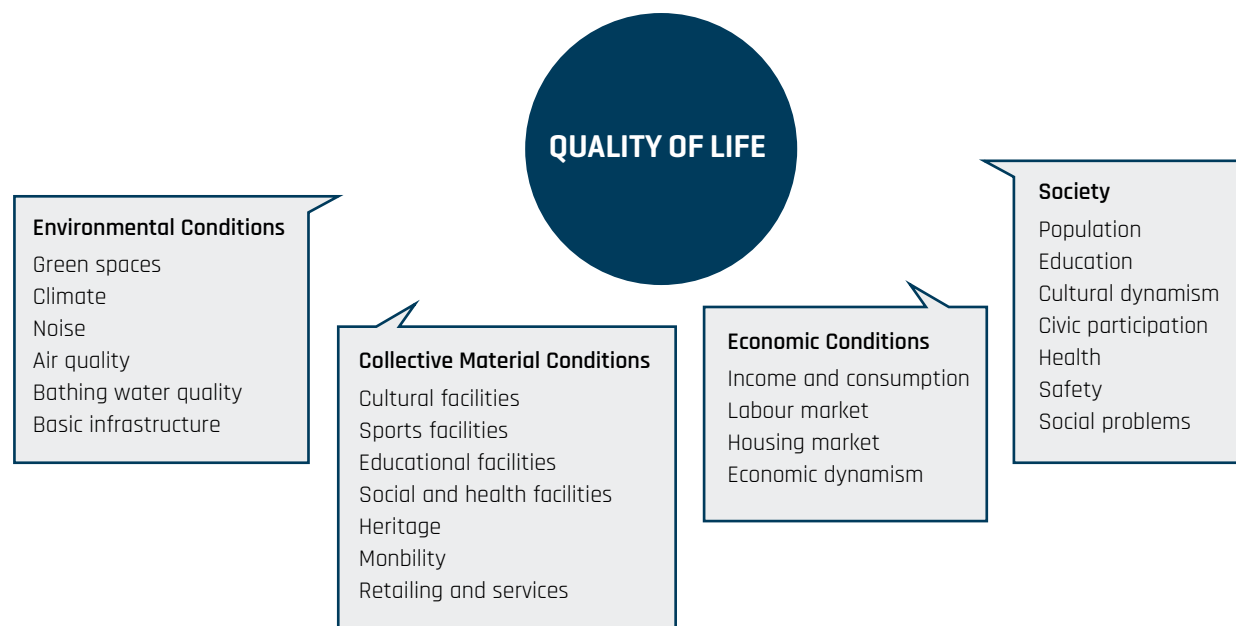 QUALITY OF LIFE
Environmental Conditions
Green spaces
Climate
Noise
Air quality
Bathing water quality
Basic infrastructure
Collective Material Conditions
Cultural facilities
Sports facilities
Educational facilities
Social and health facilities
Heritage
Monbility
Retailing and services
Economic Conditions
Income and consumption
Labour market
Housing market
Economic dynamism
Society
Population
Education
Cultural dynamism
Civic participation
Health
Safety
Social problems